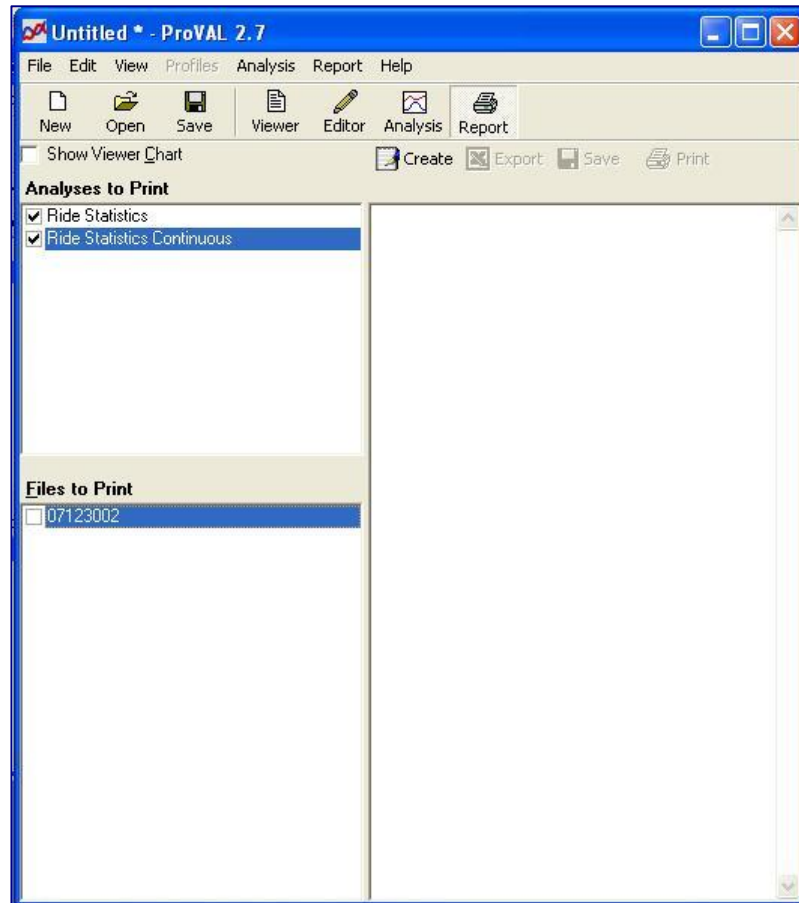 Untitled * - ProVAL 2.7
File Edit View Profiles Analysis Report Help
New Open Save Viewer Editor Analysis Report
Show Viewer Chart Create Export Save Print
Analyses to Print
Ride Statistics
Ride Statistics Continuous
Files to Print
07123002